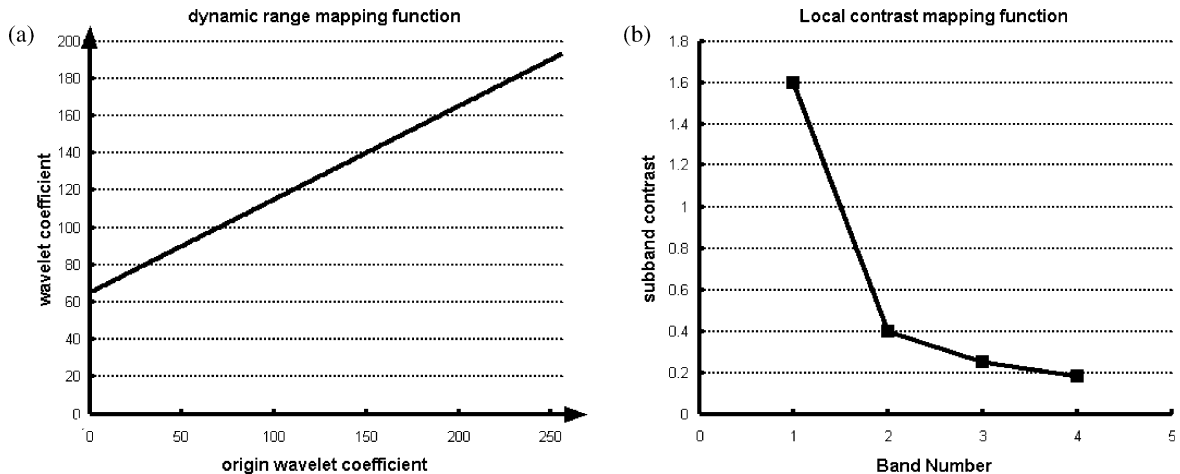 (a)
dynamic range mapping function
200
180
160
140
120
100
80
60
40
20
0
wavelet coefficient
0 50 100 150 200 250
origin wavelet coefficient
(b)
Local contrast mapping function
1.8
1.6
1.4
1.2
1
0.8
0.6
0.4
0.2
0
subband contrast
0 1 2 3 4 5
Band Number